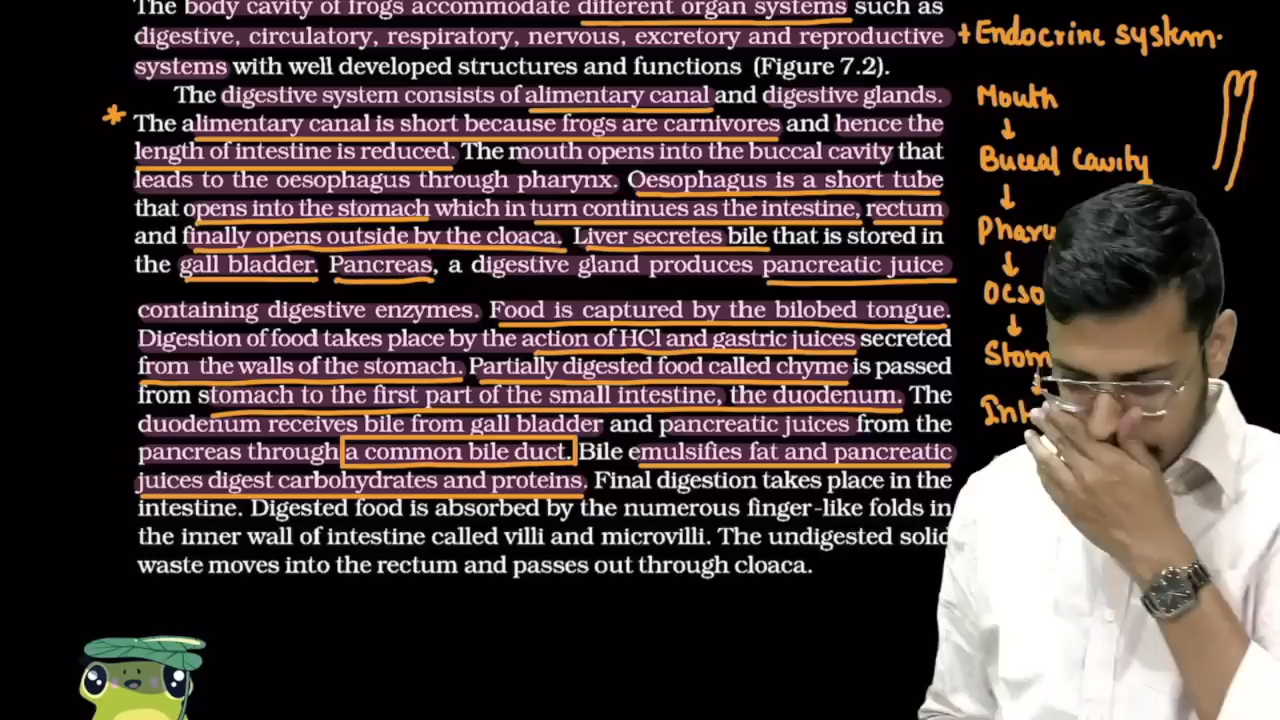 The body cavity of frogs accommodate different organ systems such as
digestive, circulatory, respiratory, nervous, excretory and reproductive
systems with well developed structures and functions (Figure 7.2).
The digestive system consists of alimentary canal and digestive glands.
The alimentary canal is short because frogs are carnivores and hence the
length of intestine is reduced. The mouth opens into the buccal cavity that
leads to the oesophagus through pharynx. Oesophagus is a short tube
that opens into the stomach which in turn continues as the intestine, rectum
and finally opens outside by the cloaca. Liver secretes bile that is stored in
the gall bladder. Pancreas, a digestive gland produces pancreatic juice
containing digestive enzymes. Food is captured by the bilobed tongue.
Digestion of food takes place by the action of HCl and gastric juices secreted
from the walls of the stomach. Partially digested food called chyme is passed
from stomach to the first part of the small intestine, the duodenum. The
duodenum receives bile from gall bladder and pancreatic juices from the
pancreas through a common bile duct. Bile emulsifies fat and pancreatic
juices digest carbohydrates and proteins. Final digestion takes place in the
intestine. Digested food is absorbed by the numerous finger-like folds in
the inner wall of intestine called villi and microvilli. The undigested solid
waste moves into the rectum and passes out through cloaca.
+ Endocrine system.
Mouth
↓
Buccal Cavity
↓
↓
↓